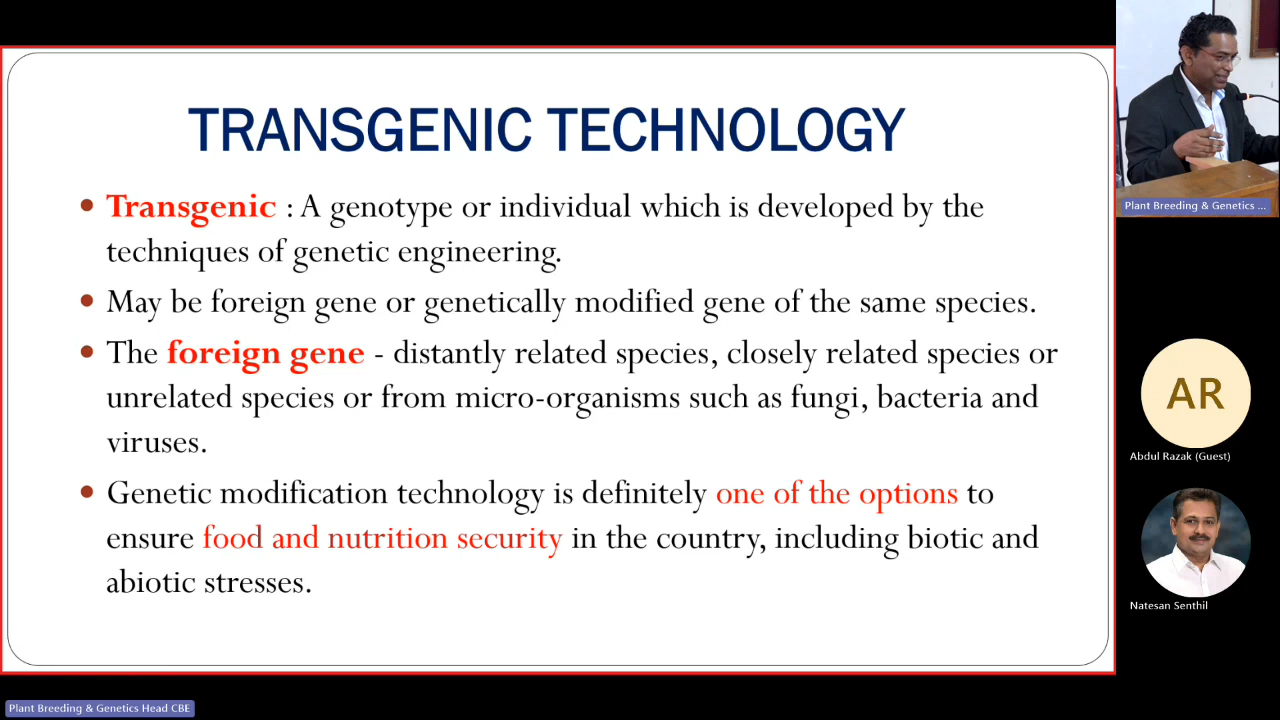 TRANSGENIC TECHNOLOGY
• Transgenic : A genotype or individual which is developed by the
techniques of genetic engineering.
• May be foreign gene or genetically modified gene of the same species.
• The foreign gene - distantly related species, closely related species or
unrelated species or from micro-organisms such as fungi, bacteria and
viruses.
• Genetic modification technology is definitely one of the options to
ensure food and nutrition security in the country, including biotic and
abiotic stresses.
Plant Breeding & Genetics ...
AR
Abdul Razak (Guest)
Natesan Senthil
Plant Breeding & Genetics Head CBE